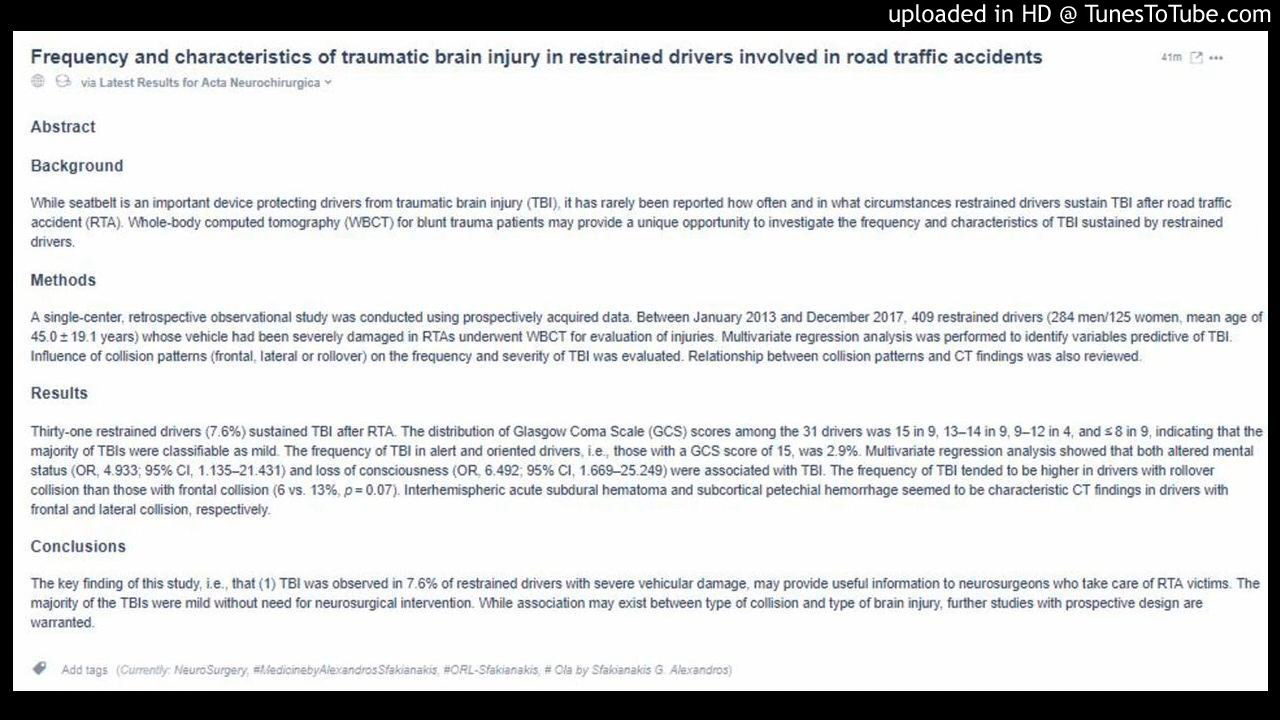 uploaded in HD @ TunesToTube.com
Frequency and characteristics of traumatic brain injury in restrained drivers involved in road traffic accidents
41m
via Latest Results for Acta Neurochirurgica
Abstract
Background
While seatbelt is an important device protecting drivers from traumatic brain injury (TBI), it has rarely been reported how often and in what circumstances restrained drivers sustain TBI after road traffic
accident (RTA). Whole-body computed tomography (WBCT) for blunt trauma patients may provide a unique opportunity to investigate the frequency and characteristics of TBI sustained by restrained
drivers.
Methods
A single-center, retrospective observational study was conducted using prospectively acquired data. Between January 2013 and December 2017, 409 restrained drivers (284 men/125 women, mean age of
45.0 ± 19.1 years) whose vehicle had been severely damaged in RTAs underwent WBCT for evaluation of injuries. Multivariate regression analysis was performed to identify variables predictive of TBI.
Influence of collision patterns (frontal, lateral or rollover) on the frequency and severity of TBI was evaluated. Relationship between collision patterns and CT findings was also reviewed.
Results
Thirty-one restrained drivers (7.6%) sustained TBI after RTA. The distribution of Glasgow Coma Scale (GCS) scores among the 31 drivers was 15 in 9, 13–14 in 9, 9–12 in 4, and ≤ 8 in 9, indicating that the
majority of TBIs were classifiable as mild. The frequency of TBI in alert and oriented drivers, i.e., those with a GCS score of 15, was 2.9%. Multivariate regression analysis showed that both altered mental
status (OR, 4.933; 95% CI, 1.135–21.431) and loss of consciousness (OR, 6.492; 95% CI, 1.669–25.249) were associated with TBI. The frequency of TBI tended to be higher in drivers with rollover
collision than those with frontal collision (6 vs. 13%, p = 0.07). Interhemispheric acute subdural hematoma and subcortical petechial hemorrhage seemed to be characteristic CT findings in drivers with
frontal and lateral collision, respectively.
Conclusions
The key finding of this study, i.e., that (1) TBI was observed in 7.6% of restrained drivers with severe vehicular damage, may provide useful information to neurosurgeons who take care of RTA victims. The
majority of the TBIs were mild without need for neurosurgical intervention. While association may exist between type of collision and type of brain injury, further studies with prospective design are
warranted.
Add tags (Currently: NeuroSurgery, #MedicinebyAlexandrosSfakianakis, #ORL-Sfakianakis, # Ola by Sfakianakis G. Alexandros)